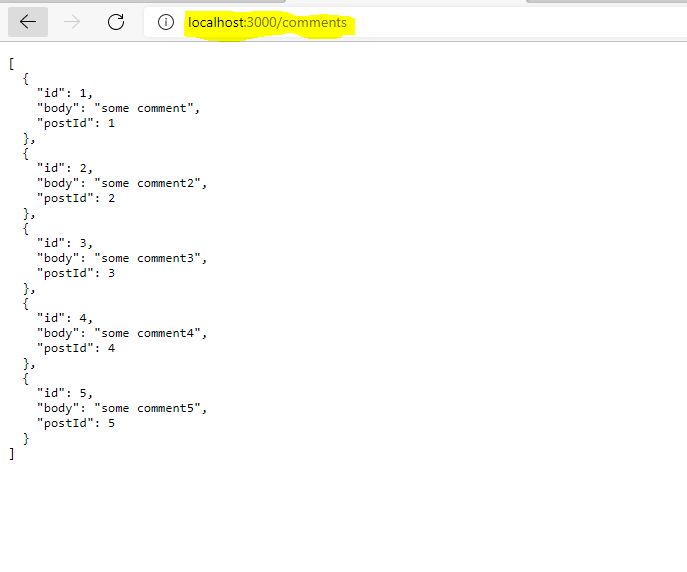 localhost:3000/comments
[
  {
    "id": 1,
    "body": "some comment",
    "postId": 1
  },
  {
    "id": 2,
    "body": "some comment2",
    "postId": 2
  },
  {
    "id": 3,
    "body": "some comment3",
    "postId": 3
  },
  {
    "id": 4,
    "body": "some comment4",
    "postId": 4
  },
  {
    "id": 5,
    "body": "some comment5",
    "postId": 5
  }
]